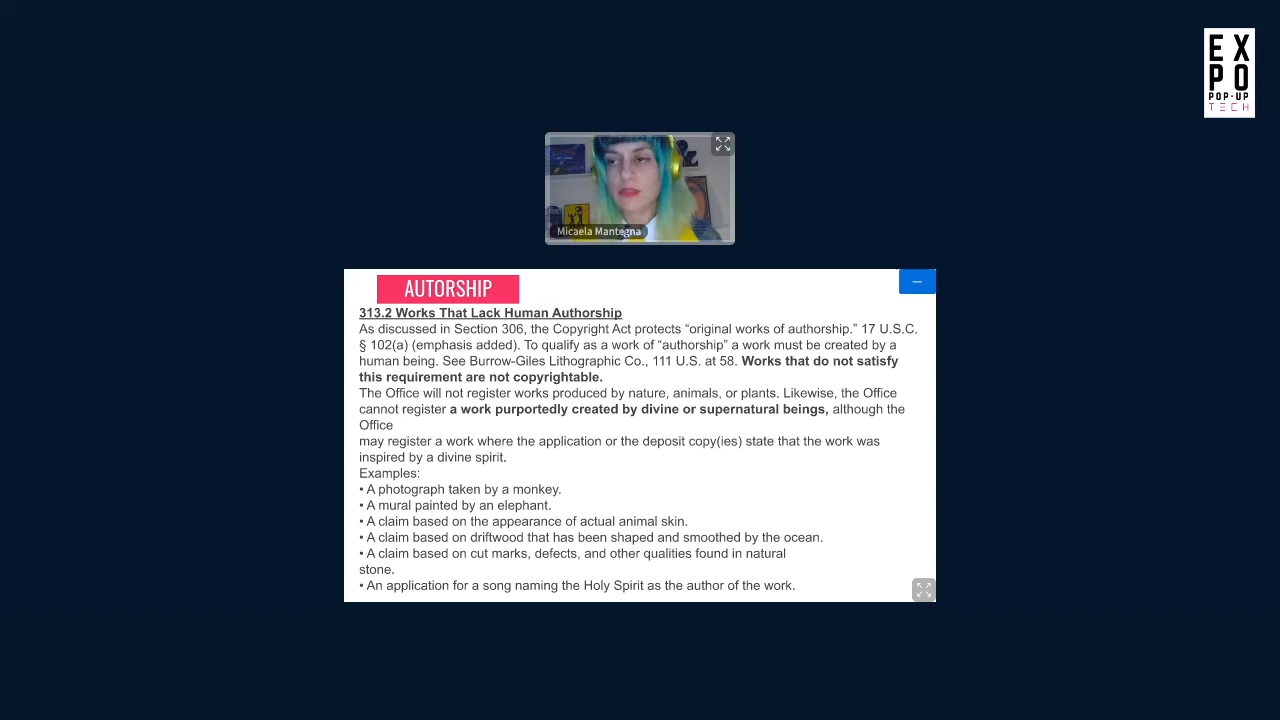 EX
PO
POP-UP
TECH
Micaela Mantegna
AUTORSHIP
313.2 Works That Lack Human Authorship
As discussed in Section 306, the Copyright Act protects “original works of authorship.” 17 U.S.C.
§ 102(a) (emphasis added). To qualify as a work of “authorship” a work must be created by a
human being. See Burrow-Giles Lithographic Co., 111 U.S. at 58. Works that do not satisfy
this requirement are not copyrightable.
The Office will not register works produced by nature, animals, or plants. Likewise, the Office
cannot register a work purportedly created by divine or supernatural beings, although the
Office
may register a work where the application or the deposit copy(ies) state that the work was
inspired by a divine spirit.
Examples:
• A photograph taken by a monkey.
• A mural painted by an elephant.
• A claim based on the appearance of actual animal skin.
• A claim based on driftwood that has been shaped and smoothed by the ocean.
• A claim based on cut marks, defects, and other qualities found in natural
stone.
• An application for a song naming the Holy Spirit as the author of the work.